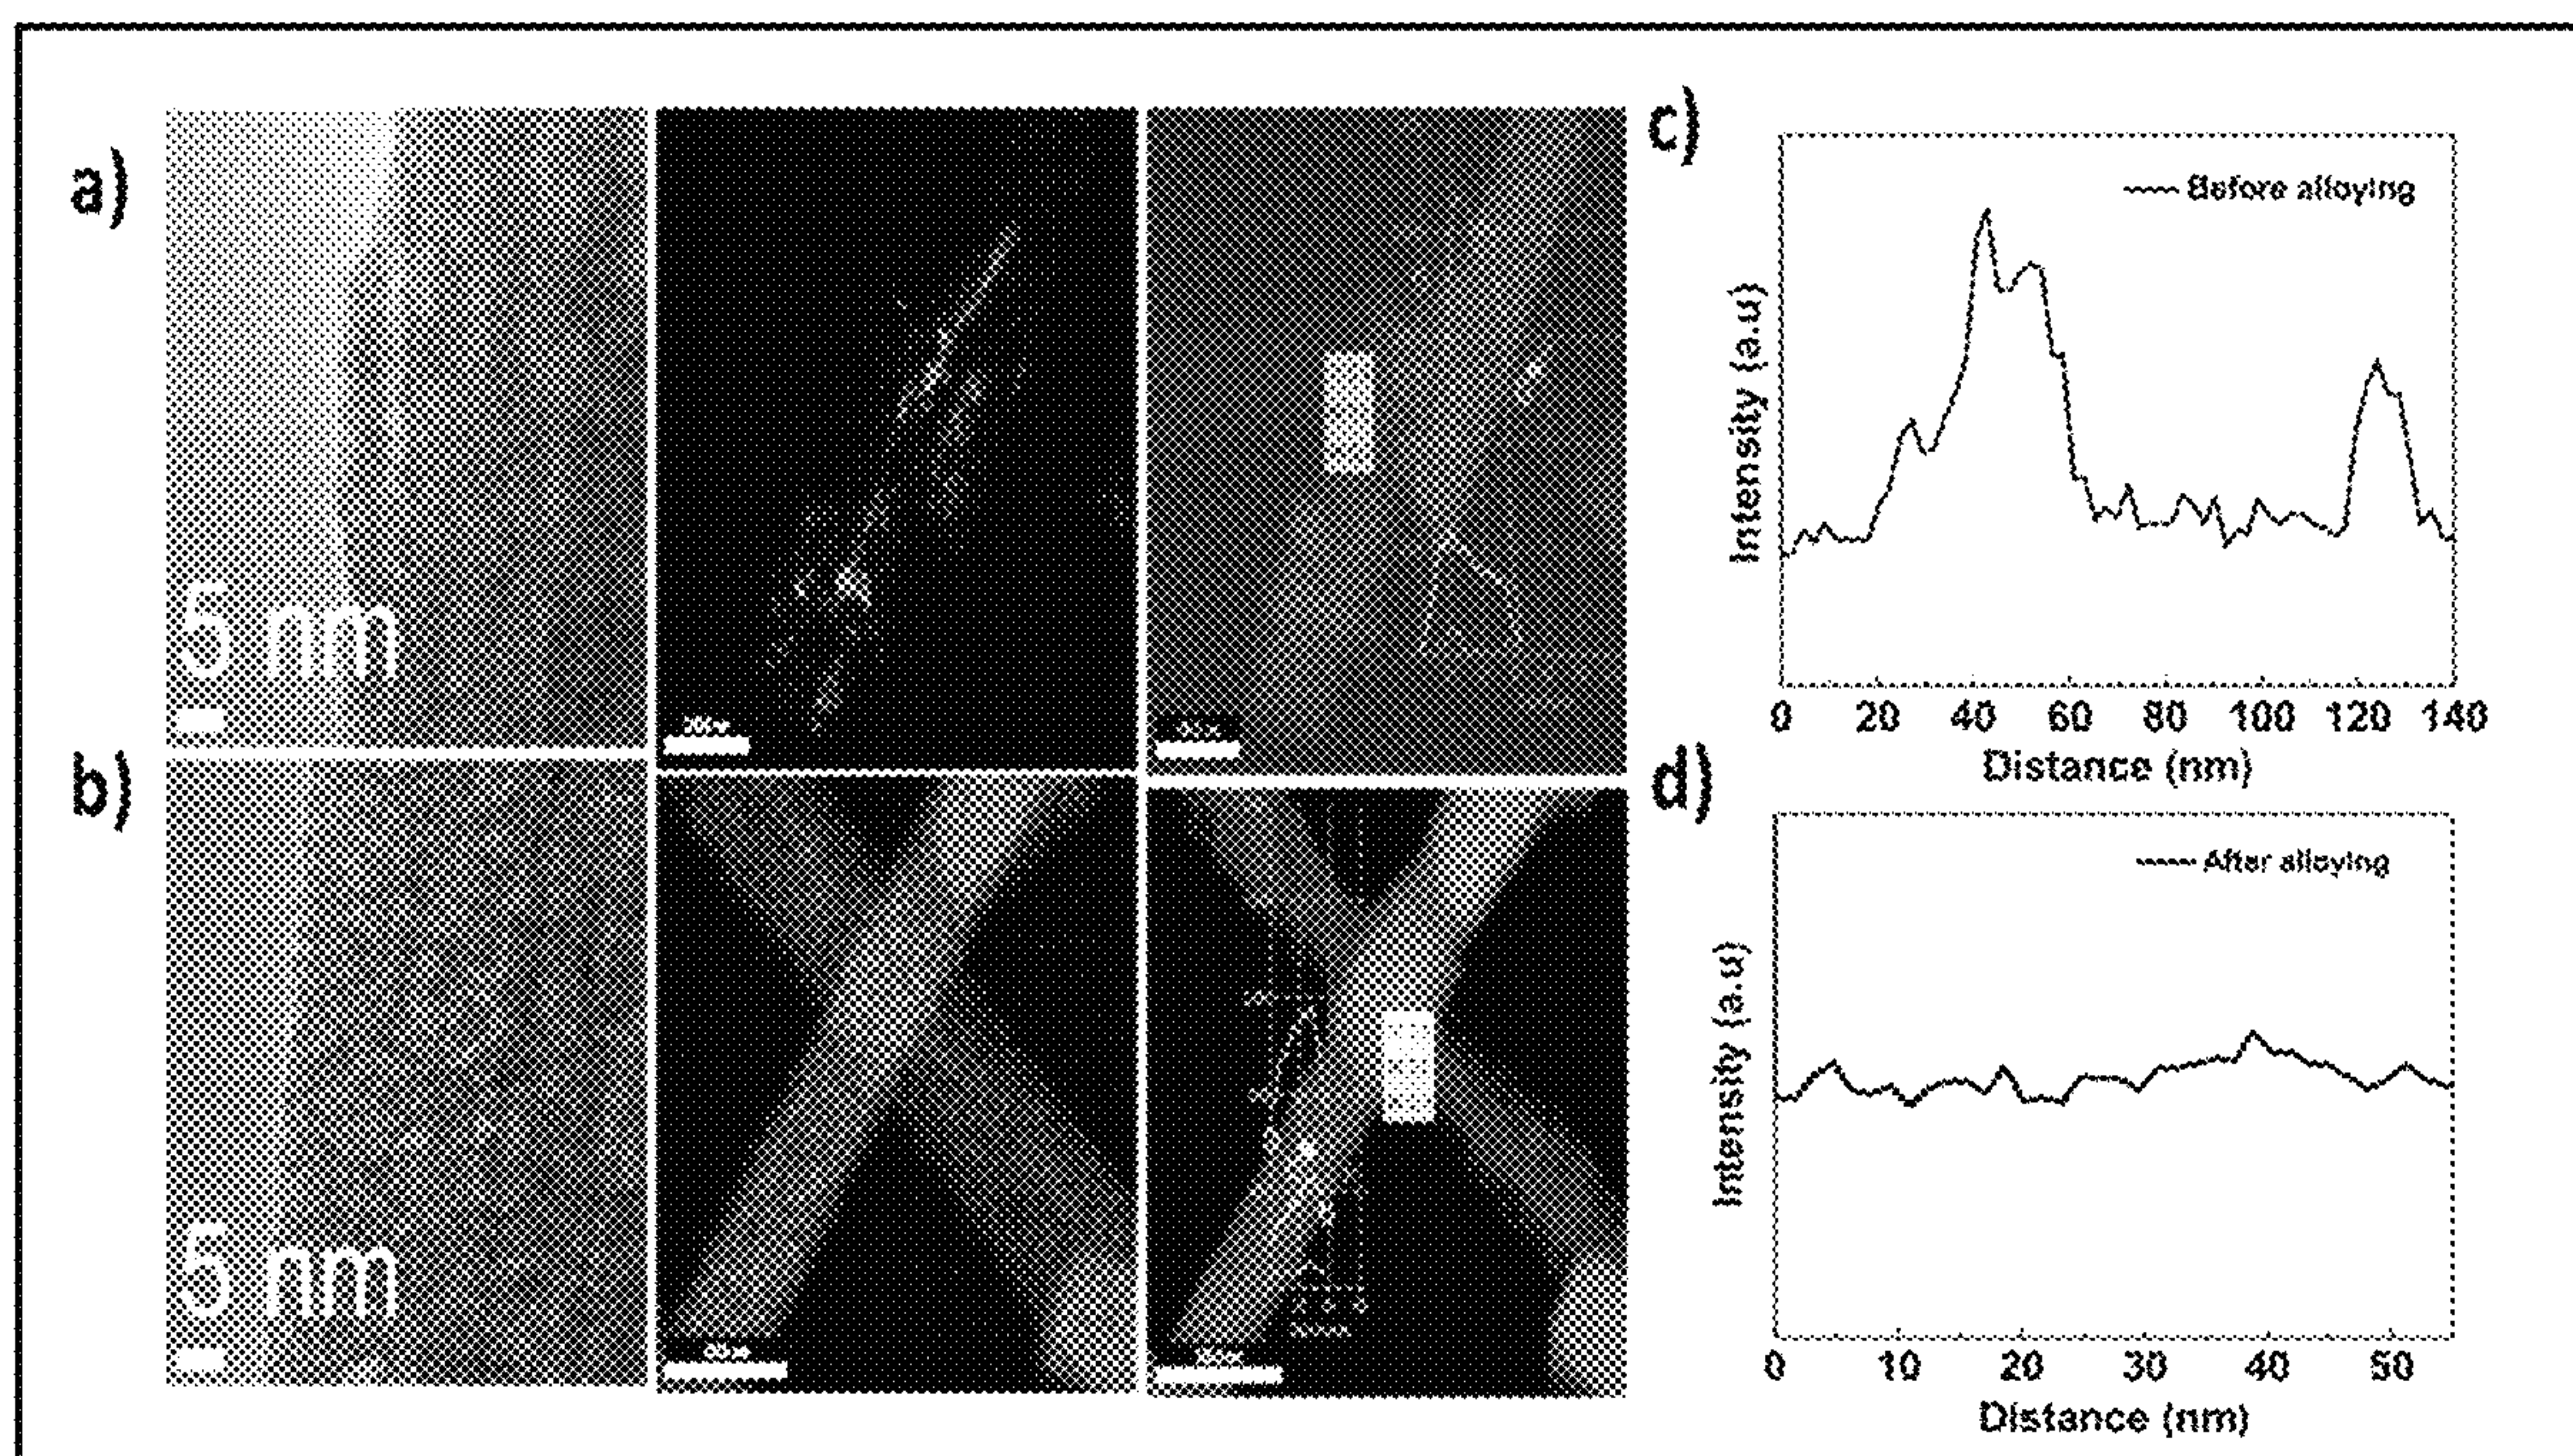 a)
5 nm
b)
5 nm
c)
Before alloying
Intensity (a.u)
0 20 40 60 80 100 120 140
Distance (nm)
d)
After alloying
Intensity (a.u)
0 10 20 30 40 50
Distance (nm)